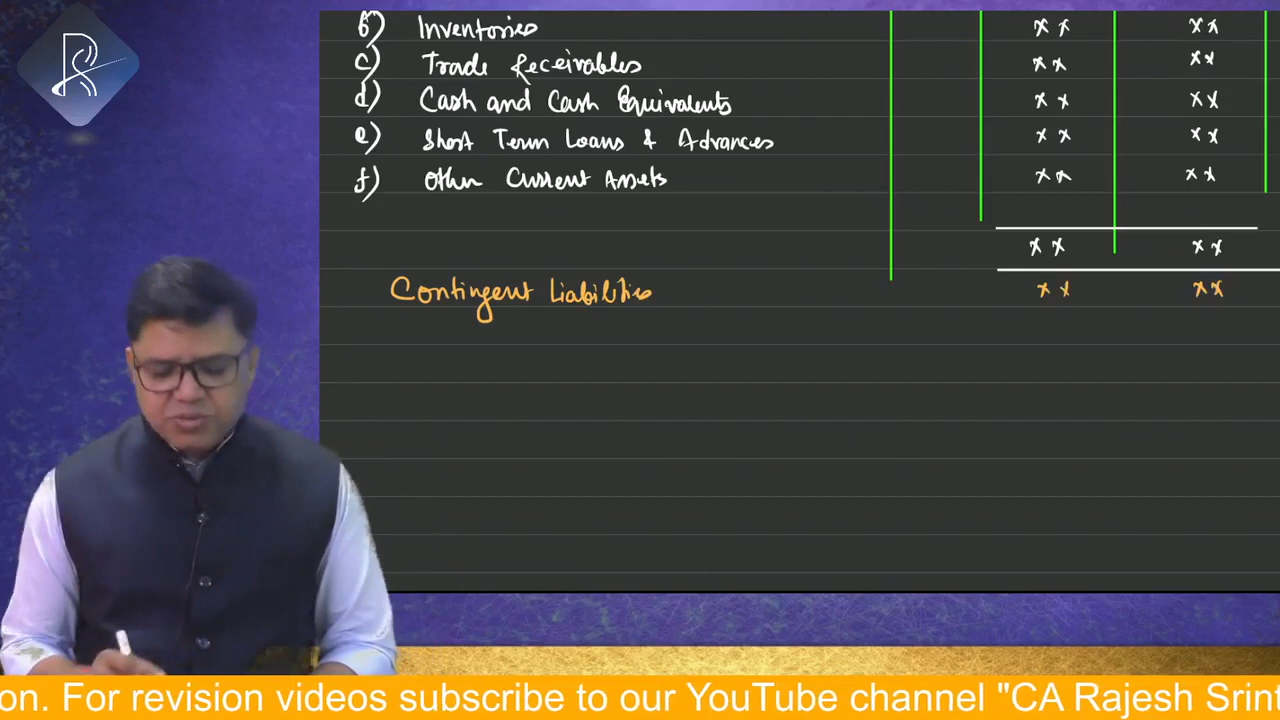 b) Inventories xx xx
c) Trade Receivables xx xx
d) Cash and Cash Equivalents xx xx
e) Short Term Loans & Advances xx xx
f) Other Current Assets xx xx
xx xx
Contingent Liabilities xx xx
RS
on. For revision videos subscribe to our YouTube channel "CA Rajesh Srint